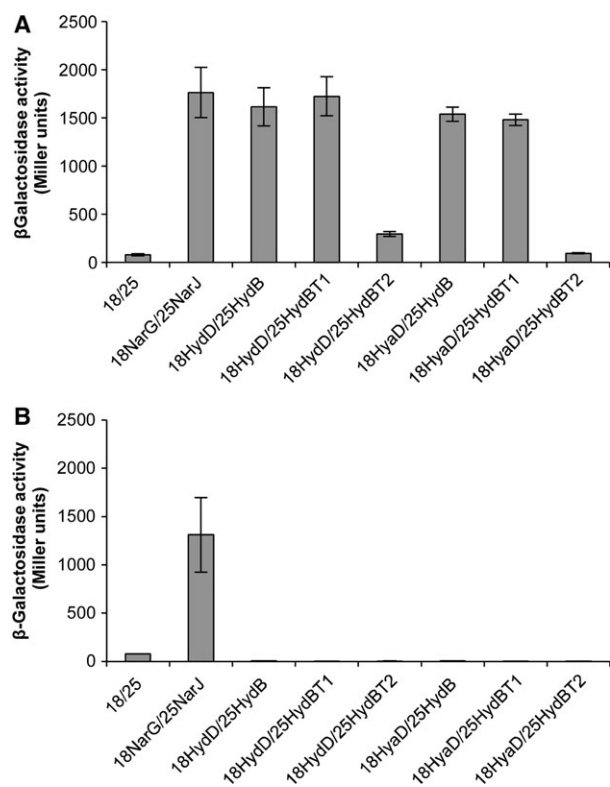 A
βGalactosidase activity
(Miller units)
2500
2000
1500
1000
500
0
18/25
18NarG/25NarJ
18HydD/25HydB
18HydD/25HydBT1
18HydD/25HydBT2
18HyaD/25HydB
18HyaD/25HydBT1
18HyaD/25HydBT2
B
β-Galactosidase activity
(Miller units)
2500
2000
1500
1000
500
0
18/25
18NarG/25NarJ
18HydD/25HydB
18HydD/25HydBT1
18HydD/25HydBT2
18HyaD/25HydB
18HyaD/25HydBT1
18HyaD/25HydBT2